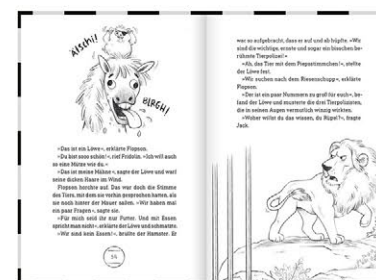 Atschi!
BLRGH!
»Das ist ein Löwe«, erklärte Flopson.
»Du bist sooo schön!«, rief Fridolin. »Ich will auch
so eine Mütze wie du.«
»Das ist meine Mähne«, sagte der Löwe und warf
seine dicken Haare im Wind.
Flopson horchte auf. Das war doch die Stimme
des Tiers, mit dem sie vorhin gesprochen hatten, als
sie noch hinter der Mauer saßen. »Wir haben mal
ein paar Fragen«, sagte sie.
»Für mich seid ihr nur Futter. Und mit Essen
spricht man nicht«, erklärte der Löwe und schmatzte.
»Wir sind kein Essen!«, brüllte der Hamster. Er
54
war so aufgebracht, dass er auf und ab hüpfte. »Wir
sind die wichtige, ernste und sogar ein bisschen be-
rühmte Tierpolizei!«
»Ah, das Tier mit dem Piepsstimmchen!«, stellte
der Löwe fest.
»Wir suchen nach dem Riesenschupp«, erklärte
Flopson.
»Der ist ein paar Nummern zu groß für euch«, be-
fand der Löwe und musterte die drei Tierpolizisten,
die in seinen Augen vermutlich winzig wirkten.
»Woher willst du das wissen, du Rüpel?«, fragte
Jack.